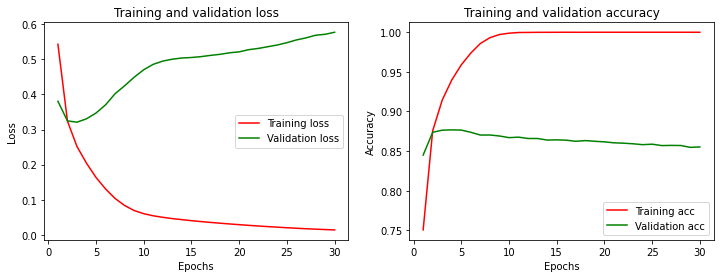 Training and validation loss
0.6
0.5
0.4
0.3
0.2
0.1
0.0
Loss
Training loss
Validation loss
0 5 10 15 20 25 30
Epochs
Training and validation accuracy
1.00
0.95
0.90
0.85
0.80
0.75
Accuracy
Training acc
Validation acc
0 5 10 15 20 25 30
Epochs